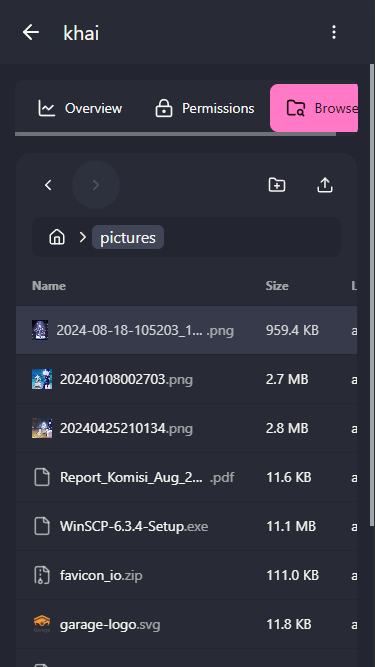 khai
Overview Permissions Browse
pictures
Name Size L
2024-08-18-105203_1... .png 959.4 KB a
20240108002703.png 2.7 MB a
20240425210134.png 2.8 MB a
Report_Komisi_Aug_2... .pdf 11.6 KB a
WinSCP-6.3.4-Setup.exe 11.1 MB a
favicon_io.zip 111.0 KB a
garage-logo.svg 11.8 KB a